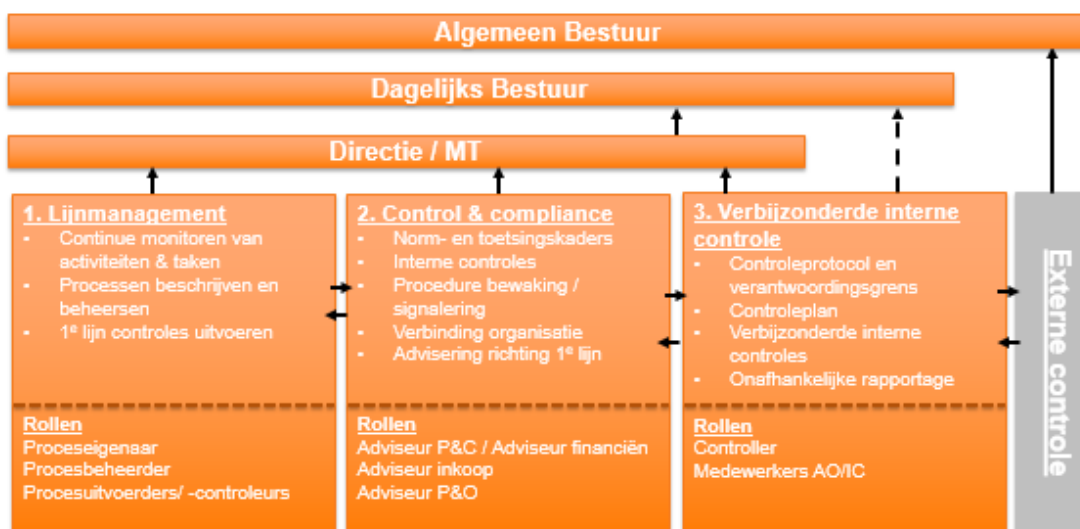 Algemeen Bestuur
Dagelijks Bestuur
Directie / MT
1. Lijnmanagement
- Continue monitoren van
activiteiten & taken
- Processen beschrijven en
beheersen
- 1e lijn controles uitvoeren
Rollen
Proceseigenaar
Procesbeheerder
Procesuitvoerders/ -controleurs
2. Control & compliance
- Norm- en toetsingskaders
- Interne controles
- Procedure bewaking /
signalering
- Verbinding organisatie
- Advisering richting 1e lijn
Rollen
Adviseur P&C / Adviseur financiën
Adviseur inkoop
Adviseur P&O
3. Verbijzonderde interne
controle
- Controleprotocol en
verantwoordingsgrens
- Controleplan
- Verbijzonderde interne
controles
- Onafhankelijke rapportage
Rollen
Controller
Medewerkers AO/IC
Externe controle